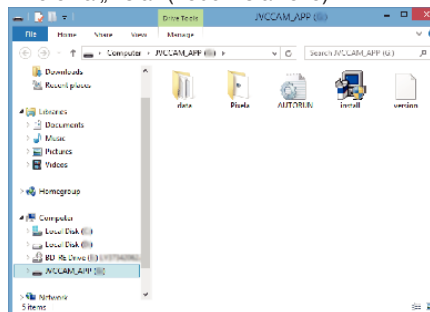 Drive Tools JVCCAM_APP
File Home Share View Manage
Computer JVCCAM_APP Search JVCCAM_APP (G:)
Downloads
Recent places
Libraries
Documents
Music
Pictures
Videos
Homegroup
Computer
Local Disk
Local Disk
BD-RE Drive
JVCCAM_APP
Network
data Pixela AUTORUN install version
5 items